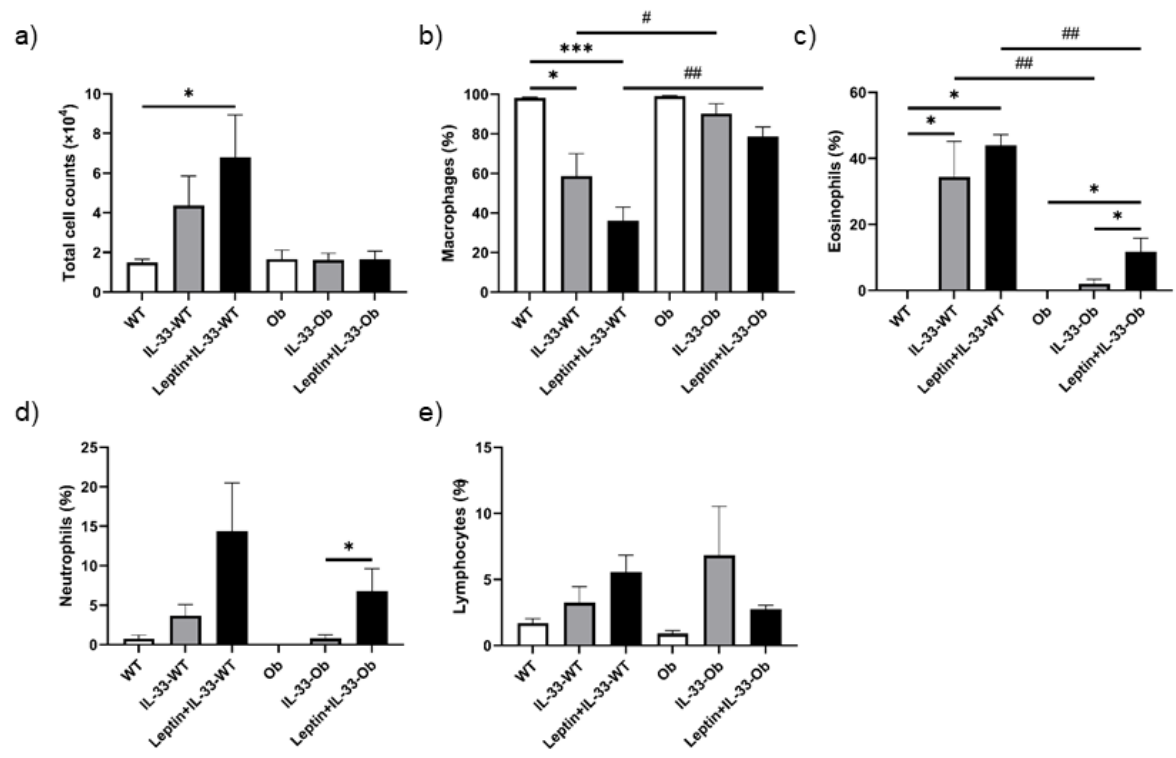 a)
*
Total cell counts (×10⁴)
10
8
6
4
2
0
WT
IL-33-WT
Leptin+IL-33-WT
Ob
IL-33-Ob
Leptin+IL-33-Ob
b)
#
***
*
##
Macrophages (%)
100
80
60
40
20
0
WT
IL-33-WT
Leptin+IL-33-WT
Ob
IL-33-Ob
Leptin+IL-33-Ob
c)
##
##
*
*
*
*
Eosinophils (%)
60
40
20
0
WT
IL-33-WT
Leptin+IL-33-WT
Ob
IL-33-Ob
Leptin+IL-33-Ob
d)
*
Neutrophils (%)
25
20
15
10
5
0
WT
IL-33-WT
Leptin+IL-33-WT
Ob
IL-33-Ob
Leptin+IL-33-Ob
e)
Lymphocytes (%)
15
10
5
0
WT
IL-33-WT
Leptin+IL-33-WT
Ob
IL-33-Ob
Leptin+IL-33-Ob